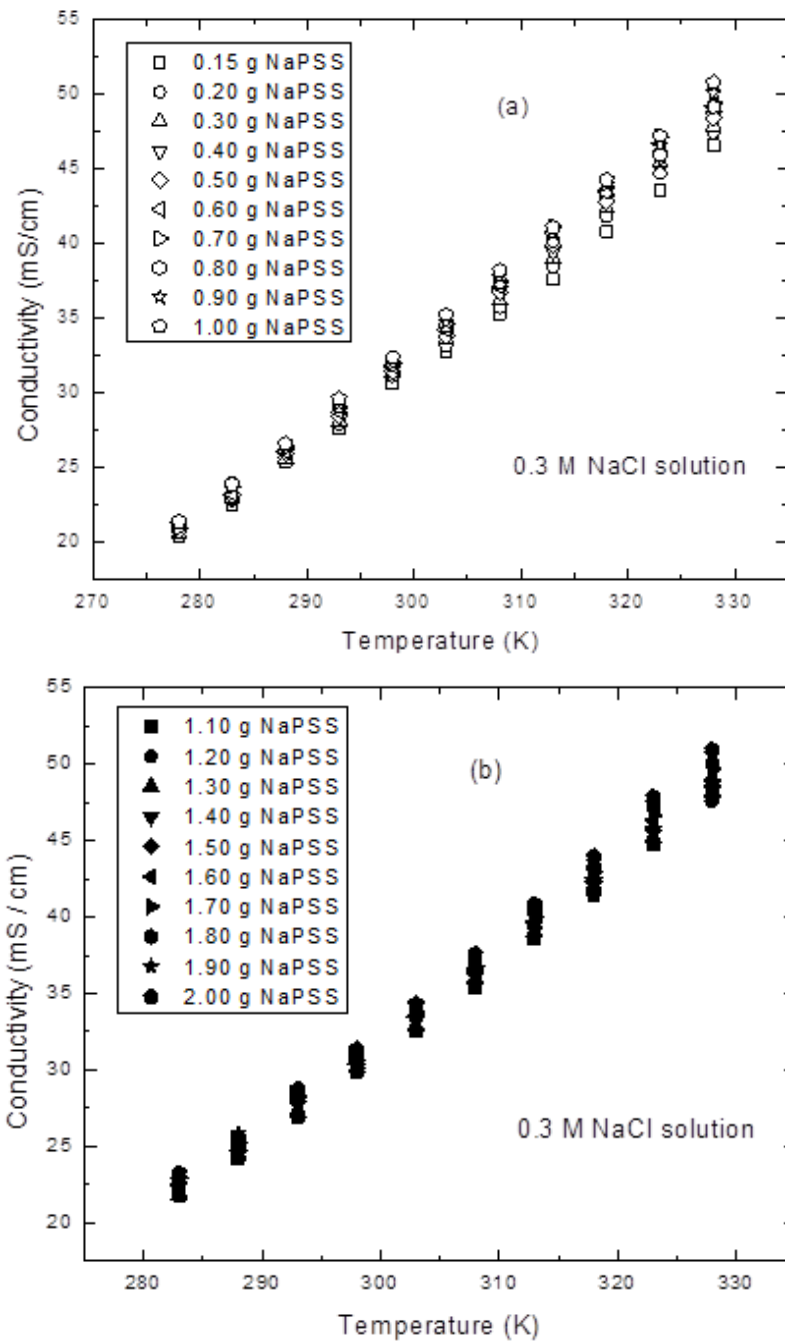 55
50
45
40
35
30
25
20
Conductivity (mS/cm)
0.15 g NaPSS
0.20 g NaPSS
0.30 g NaPSS
0.40 g NaPSS
0.50 g NaPSS
0.60 g NaPSS
0.70 g NaPSS
0.80 g NaPSS
0.90 g NaPSS
1.00 g NaPSS
(a)
0.3 M NaCl solution
270 280 290 300 310 320 330
Temperature (K)
55
50
45
40
35
30
25
20
Conductivity (mS / cm)
1.10 g NaPSS
1.20 g NaPSS
1.30 g NaPSS
1.40 g NaPSS
1.50 g NaPSS
1.60 g NaPSS
1.70 g NaPSS
1.80 g NaPSS
1.90 g NaPSS
2.00 g NaPSS
(b)
0.3 M NaCl solution
280 290 300 310 320 330
Temperature (K)